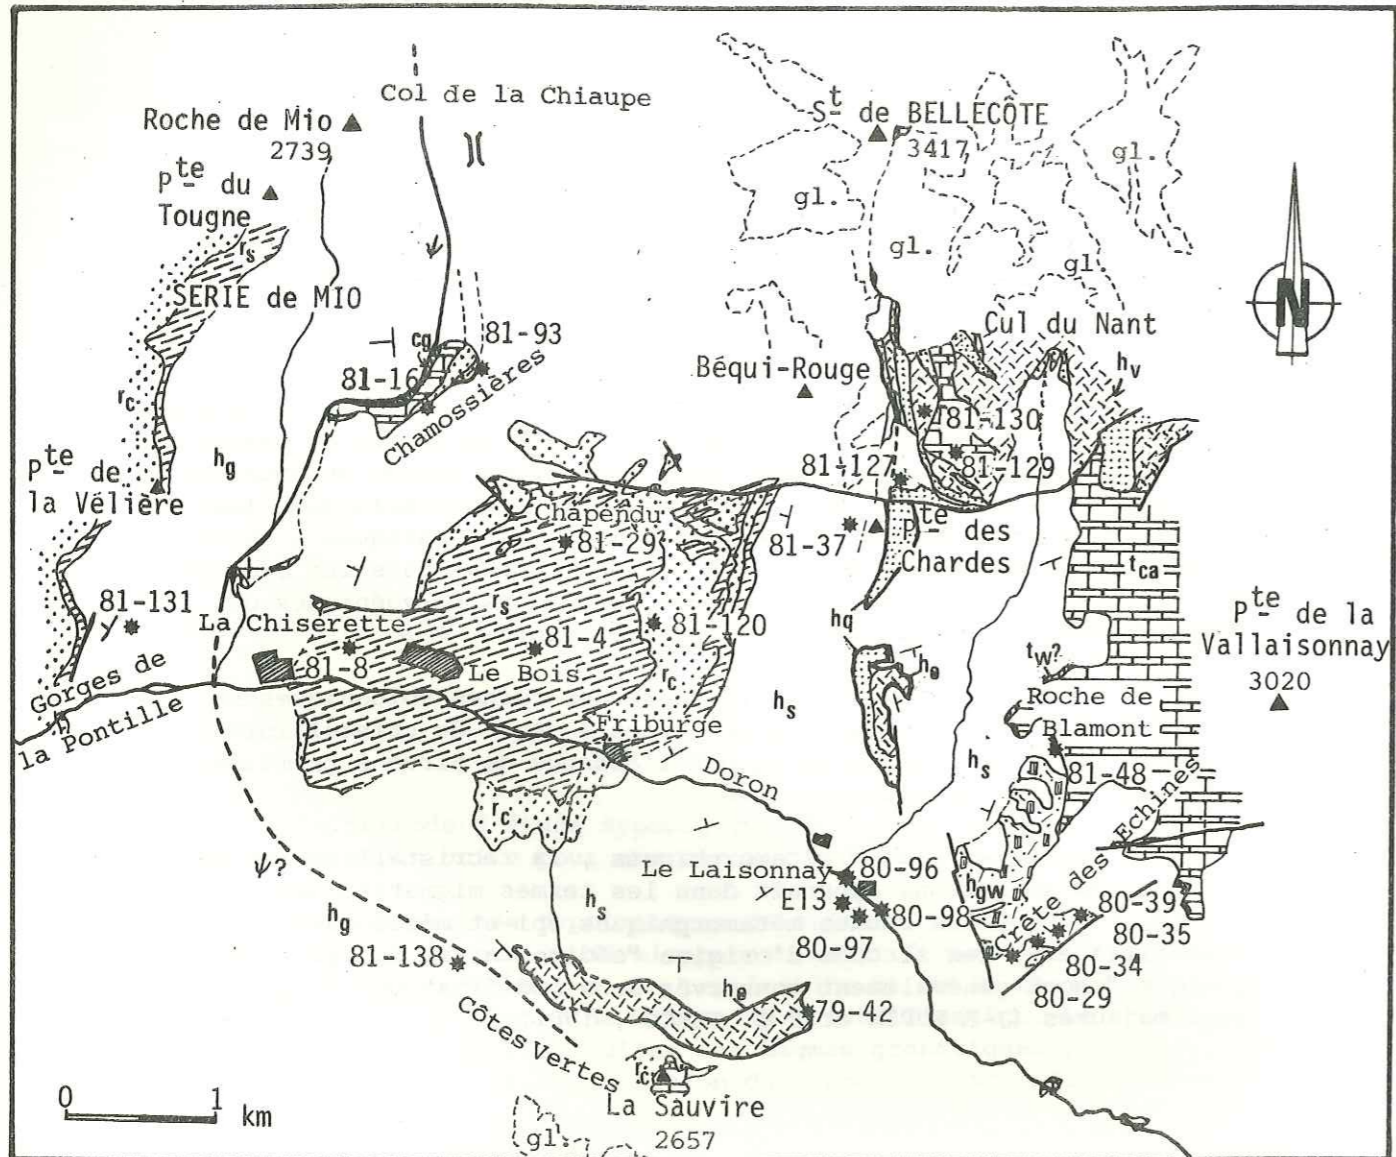 Col de la Chiaupe
Roche de Mio
2739
Pte du
Tougne
St de BELLECÔTE
3417
gl.
gl.
gl.
gl.
N
rs
SERIE de MIO
ψ
cg
81-93
81-16
Chamossières
Cul du Nant
hv
Béqui-Rouge
81-130
81-129
81-127
rc
hg
Pte de
la Vélière
Chapendu
81-29
81-37
Pte des
Chardes
tca
81-131
La Chiserette
rs
81-4
81-120
hq
he
tw?
Pte de la
Vallaisonnay
3020
81-8
Le Bois
rc
hs
Gorges de
la Pontille
Friburge
Roche de
Blamont
Doron
hs
81-48
rc
ψ?
hg
hs
Le Laisonnay
80-96
E13
80-98
80-97
hgw
Crête des Echines
80-39
80-35
80-34
80-29
81-138
he
79-42
Côtes Vertes
rc
La Sauvire
2657
gl.
0 1
km